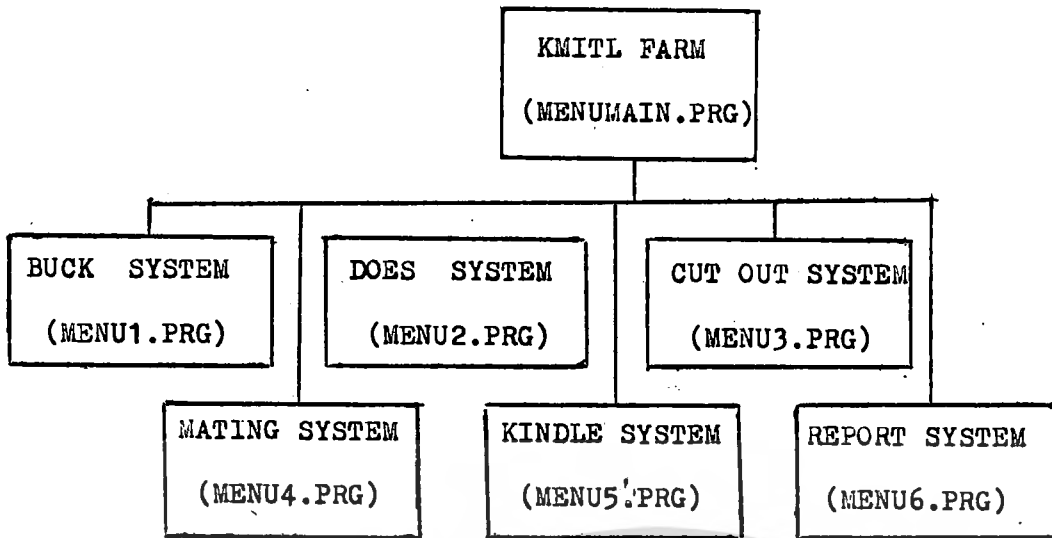 KMITL FARM
(MENUMAIN.PRG)
BUCK SYSTEM
(MENU1.PRG)
DOES SYSTEM
(MENU2.PRG)
CUT OUT SYSTEM
(MENU3.PRG)
MATING SYSTEM
(MENU4.PRG)
KINDLE SYSTEM
(MENU5.PRG)
REPORT SYSTEM
(MENU6.PRG)